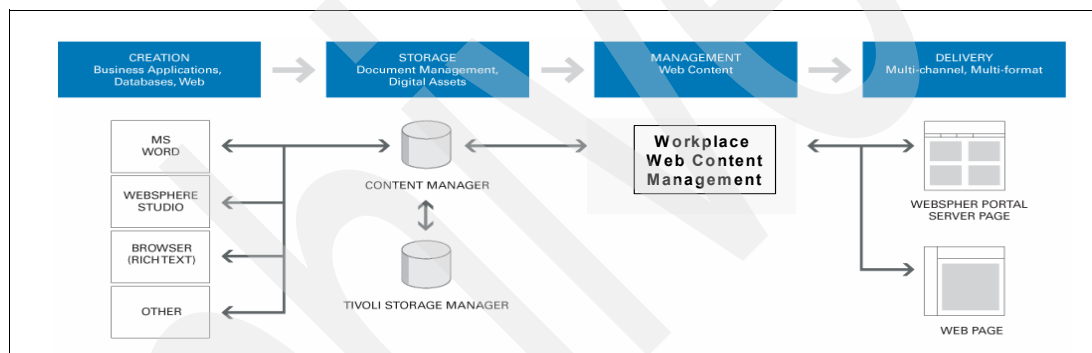 CREATION
Business Applications,
Databases, Web
STORAGE
Document Management,
Digital Assets
MANAGEMENT
Web Content
DELIVERY
Multi-channel, Multi-format
MS
WORD
WEBSPHERE
STUDIO
BROWSER
(RICH TEXT)
OTHER
CONTENT MANAGER
TIVOLI STORAGE MANAGER
Workplace
Web Content
Management
WEBSPHER PORTAL
SERVER PAGE
WEB PAGE